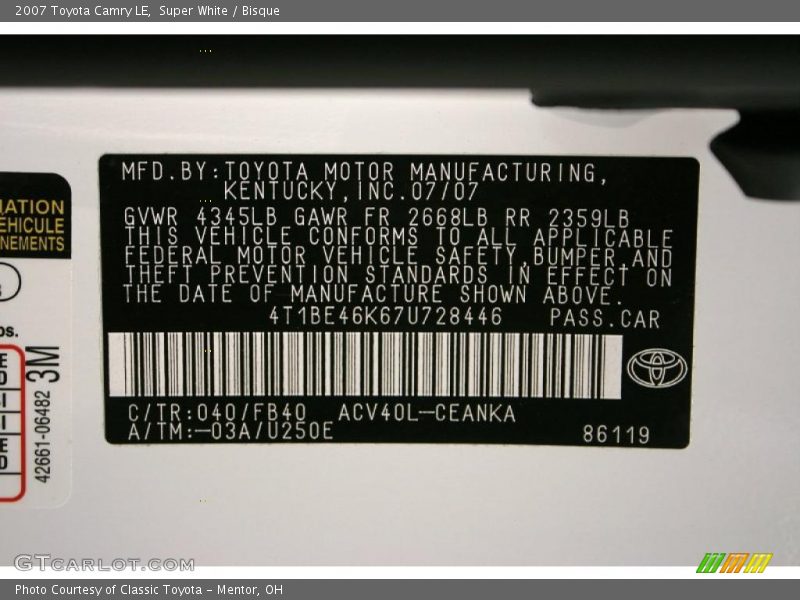 2007 Toyota Camry LE,  Super White / Bisque
MFD.BY:TOYOTA MOTOR MANUFACTURING,
KENTUCKY,INC.07/07
GVWR 4345LB GAWR FR 2668LB RR 2359LB
THIS VEHICLE CONFORMS TO ALL APPLICABLE
FEDERAL MOTOR VEHICLE SAFETY,BUMPER,AND
THEFT PREVENTION STANDARDS IN EFFECT ON
THE DATE OF MANUFACTURE SHOWN ABOVE.
4T1BE46K67U728446 PASS.CAR
C/TR:040/FB40 ACV40L-CEANKA
A/TM:-03A/U250E
86119
NEMENTS
3M
42661-06482
GTCARLOT.COM
Photo Courtesy of Classic Toyota - Mentor, OH